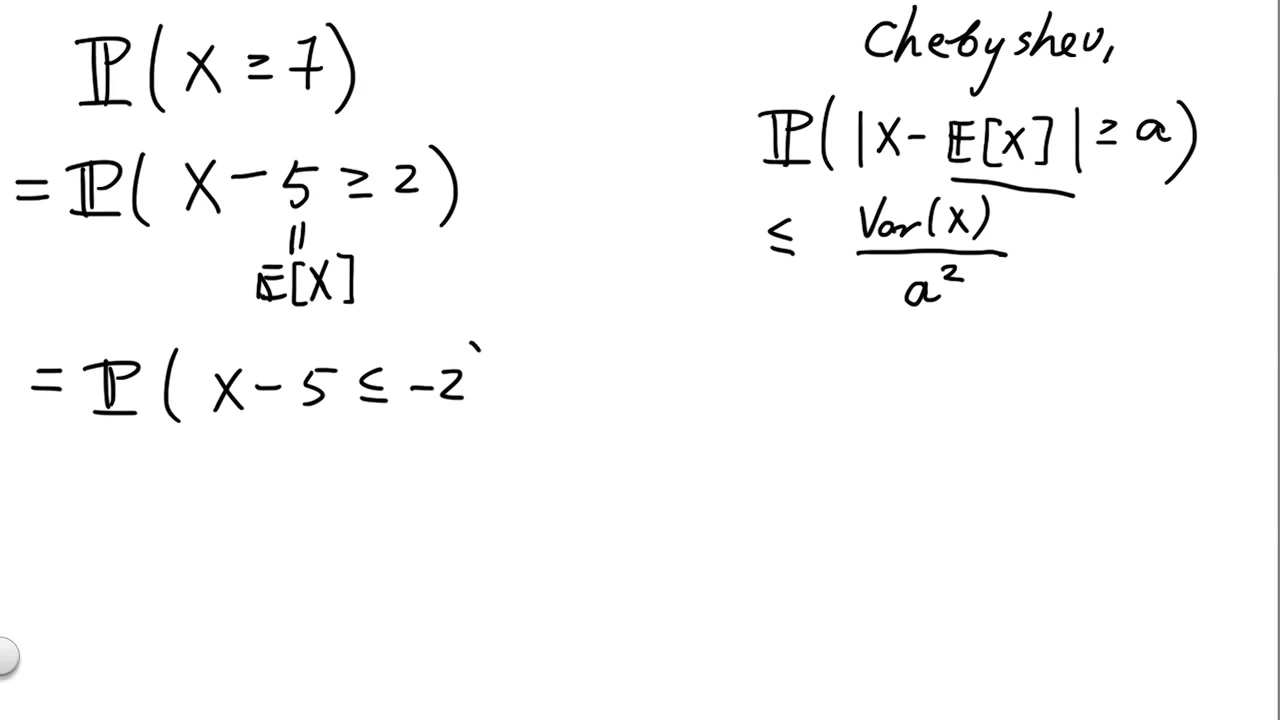 ℙ( X ≥ 7)
= ℙ( X − 5 ≥ 2)
=
𝔼[X]
= ℙ( X − 5 ≤ −2)
Chebyshev,
ℙ( |X − 𝔼[X]| ≥ a)
≤ Var(X)
a²